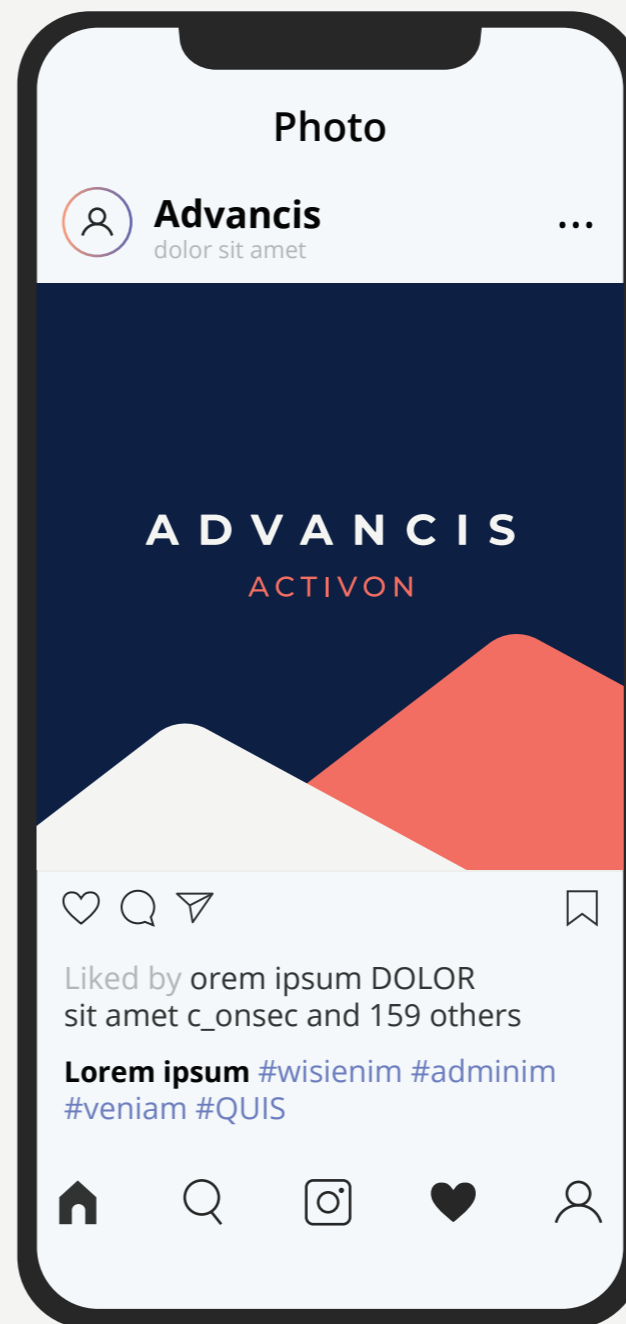 Photo
Advancis
dolor sit amet
ADVANCIS
ACTIVON
Liked by orem ipsum DOLOR
sit amet c_onsec and 159 others
Lorem ipsum #wisienim #adminim
#veniam #QUIS